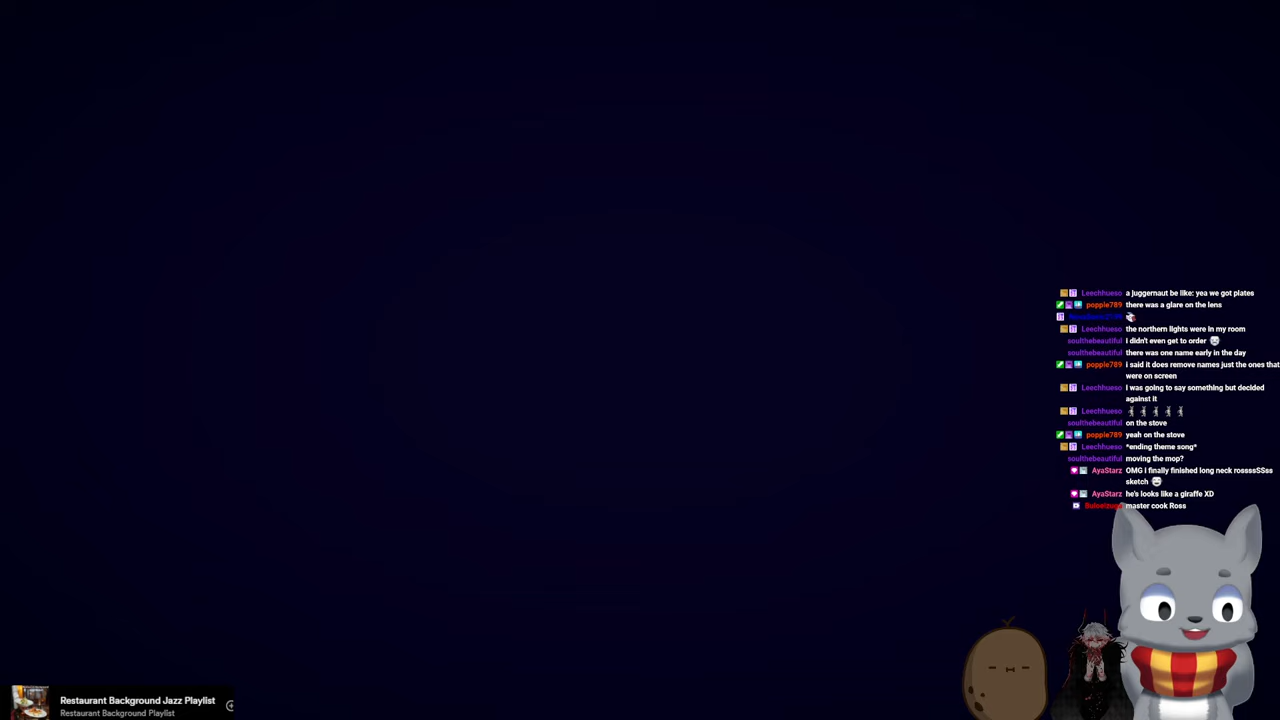 Leechhueso a juggernaut be like: yea we got plates
popple789 there was a glare on the lens
Leechhueso the northern lights were in my room
soulthebeautiful I didn't even get to order
soulthebeautiful there was one name early in the day
popple789 I said it does remove names just the ones that
were on screen
Leechhueso I was going to say something but decided
against it
Leechhueso
soulthebeautiful on the stove
popple789 yeah on the stove
Leechhueso *ending theme song*
soulthebeautiful moving the mop?
AyaStarz OMG i finally finished long neck rossssSSss
sketch
AyaStarz he's looks like a giraffe XD
master cook Ross
Restaurant Background Jazz Playlist
Restaurant Background Playlist